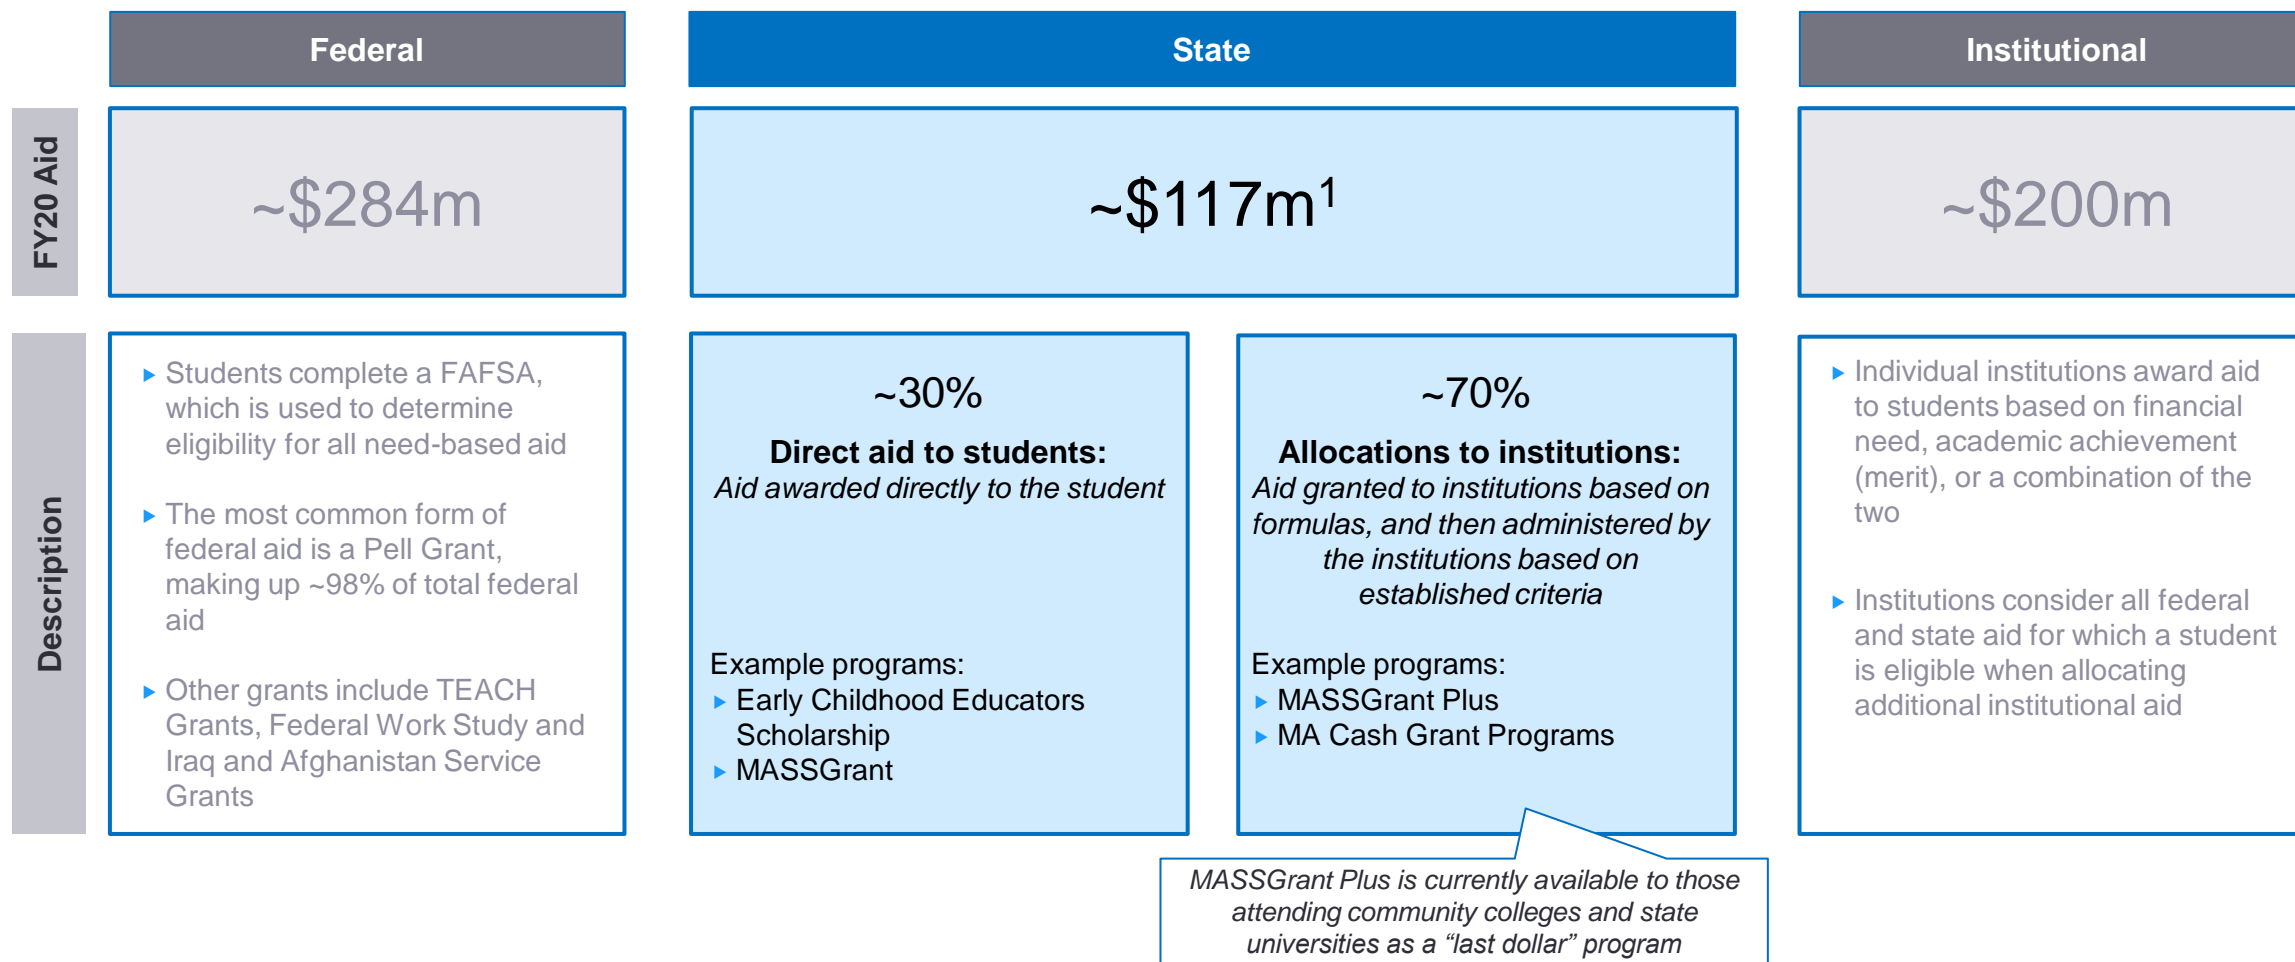 Federal
State
Institutional
FY20 Aid
~$284m
~$117m¹
~$200m
Description
Students complete a FAFSA,
which is used to determine
eligibility for all need-based aid
The most common form of
federal aid is a Pell Grant,
making up ~98% of total federal
aid
Other grants include TEACH
Grants, Federal Work Study and
Iraq and Afghanistan Service
Grants
~30%
Direct aid to students:
Aid awarded directly to the student
Example programs:
Early Childhood Educators
Scholarship
MASSGrant
~70%
Allocations to institutions:
Aid granted to institutions based on
formulas, and then administered by
the institutions based on
established criteria
Example programs:
MASSGrant Plus
MA Cash Grant Programs
MASSGrant Plus is currently available to those
attending community colleges and state
universities as a “last dollar” program
Individual institutions award aid
to students based on financial
need, academic achievement
(merit), or a combination of the
two
Institutions consider all federal
and state aid for which a student
is eligible when allocating
additional institutional aid